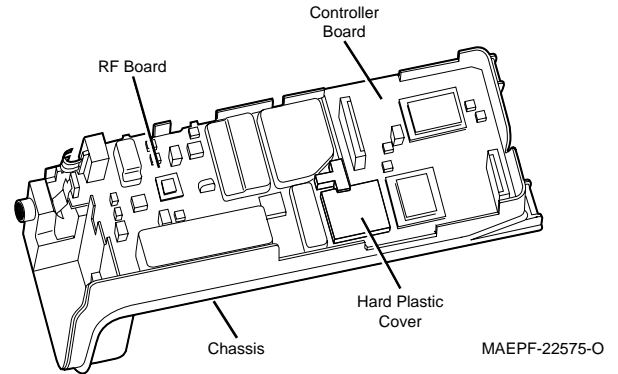 Controller
Board
RF Board
Hard Plastic
Cover
Chassis
MAEPF-22575-O